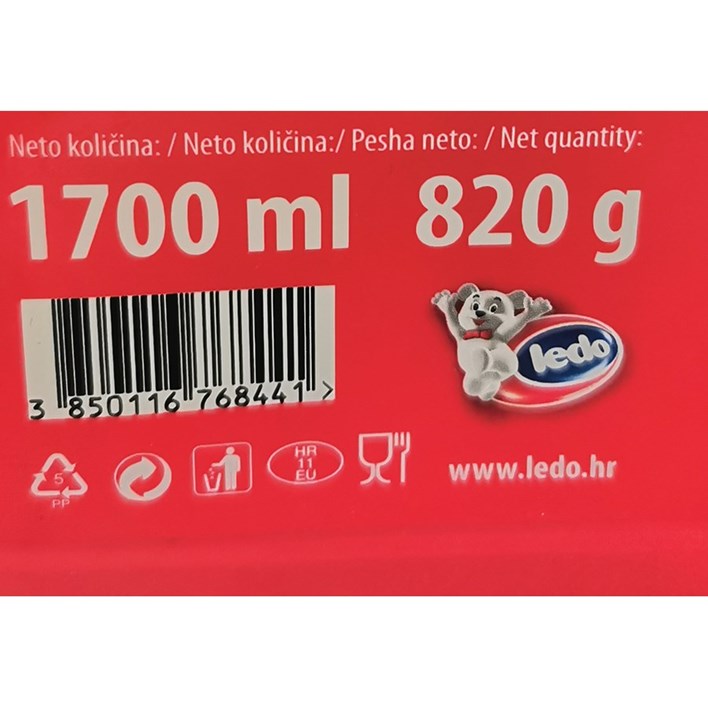 Neto količina: / Neto količina:/ Pesha neto: / Net quantity:
1700 ml 820 g
ledo
3 850116 768441 >
5
PP
HR
11
EU
www.ledo.hr